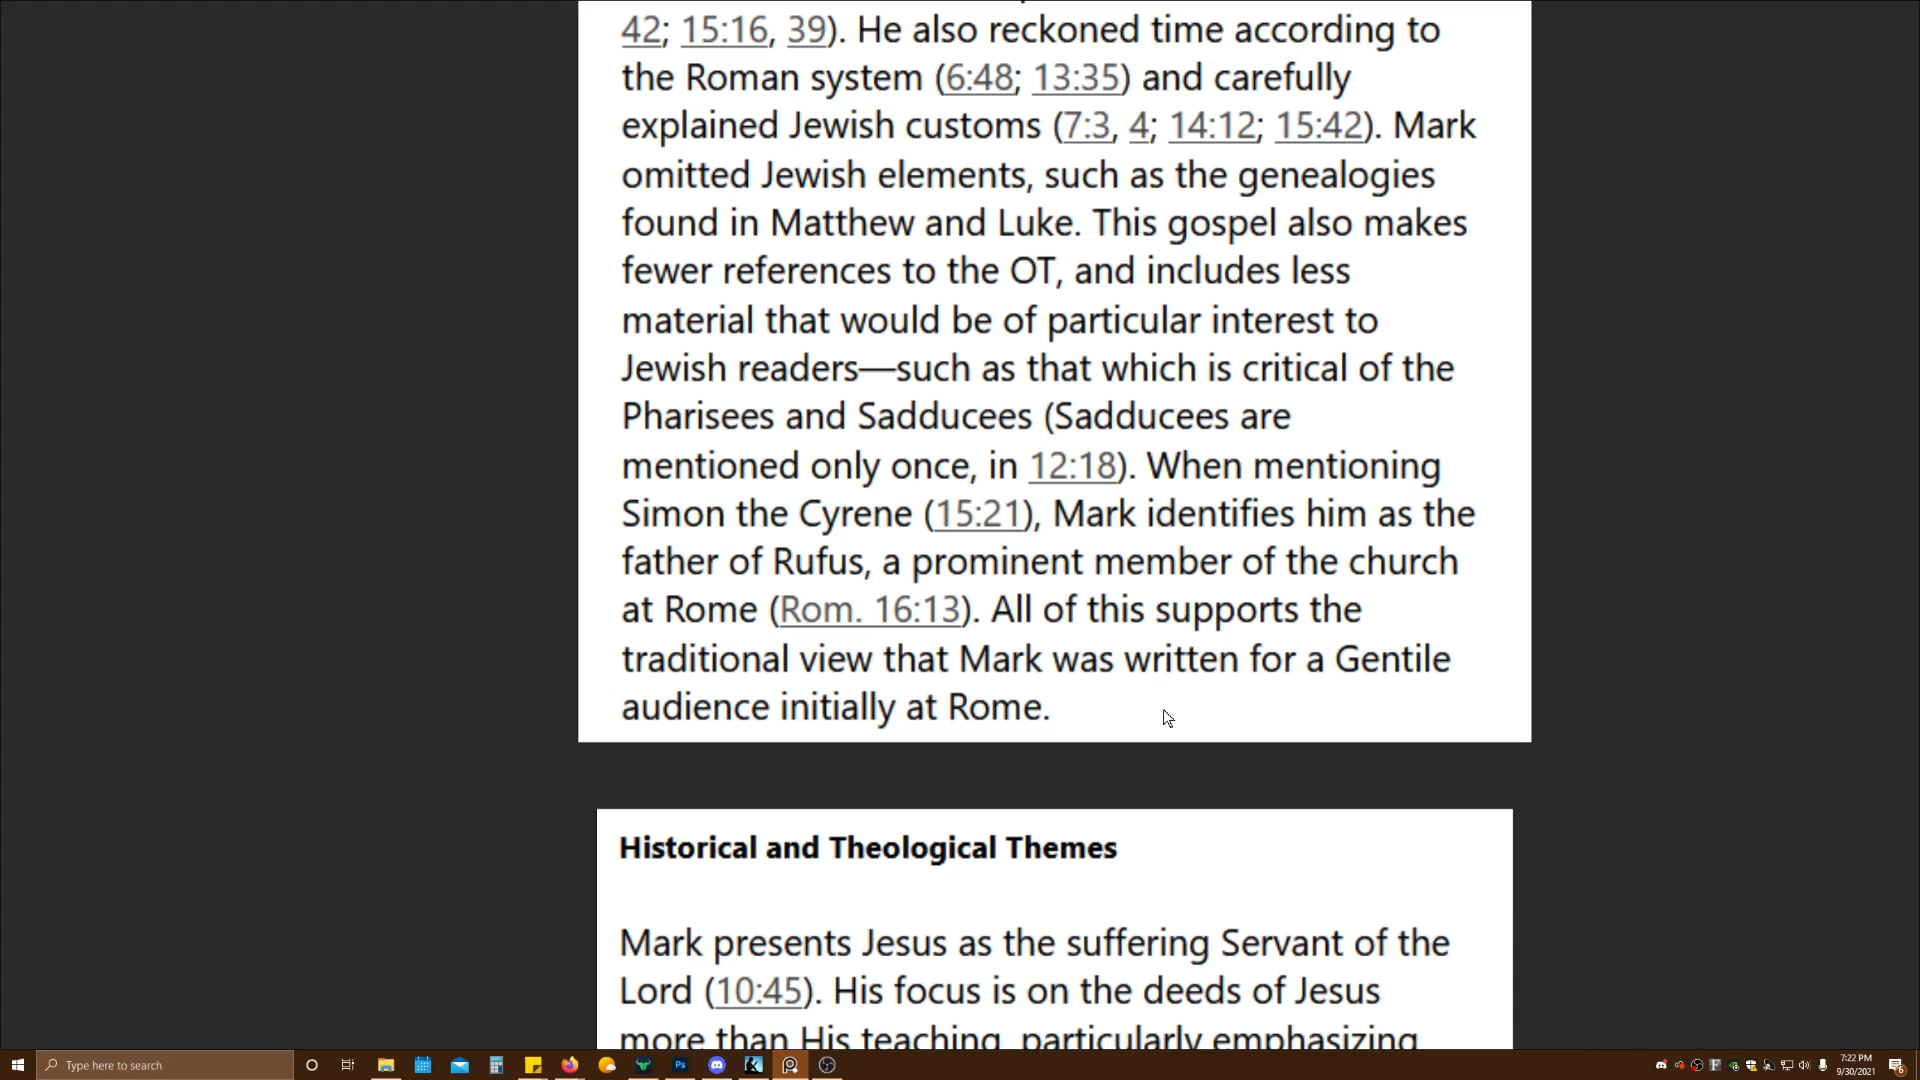 42; 15:16, 39). He also reckoned time according to
the Roman system (6:48; 13:35) and carefully
explained Jewish customs (7:3, 4; 14:12; 15:42). Mark
omitted Jewish elements, such as the genealogies
found in Matthew and Luke. This gospel also makes
fewer references to the OT, and includes less
material that would be of particular interest to
Jewish readers—such as that which is critical of the
Pharisees and Sadducees (Sadducees are
mentioned only once, in 12:18). When mentioning
Simon the Cyrene (15:21), Mark identifies him as the
father of Rufus, a prominent member of the church
at Rome (Rom. 16:13). All of this supports the
traditional view that Mark was written for a Gentile
audience initially at Rome.
Historical and Theological Themes
Mark presents Jesus as the suffering Servant of the
Lord (10:45). His focus is on the deeds of Jesus
more than His teaching, particularly emphasizing
Type here to search
Ps
7:22 PM
9/30/2021
6